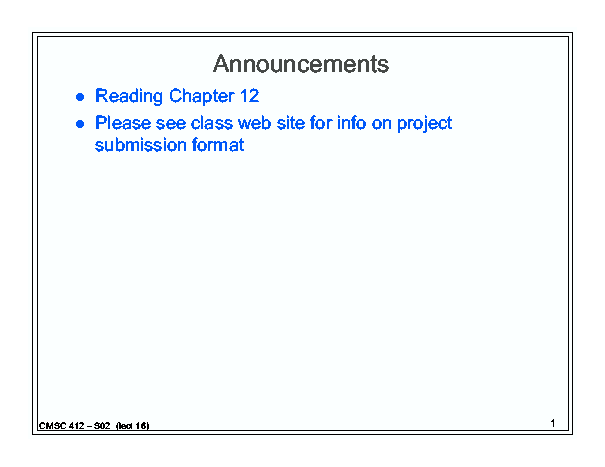 Announcements
● Reading Chapter 12
● Please see class web site for info on project
submission format
CMSC 412 – S02 (lect 16)
1